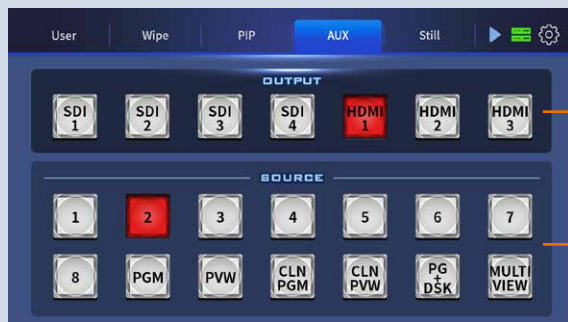 User Wipe PIP AUX Still
OUTPUT
SDI 1 SDI 2 SDI 3 SDI 4 HDMI 1 HDMI 2 HDMI 3
SOURCE
1 2 3 4 5 6 7
8 PGM PVW CLN PGM CLN PVW PG + DSK MULTI VIEW